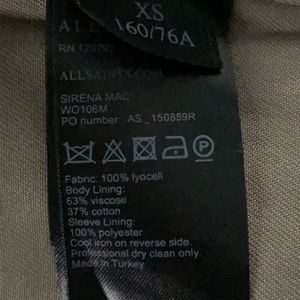 XS
160/76A
RN 128793
ALLSAINTS.COM
SIRENA MAC
WO106M
PO number: AS_150859R
Fabric: 100% lyocell
Body Lining:
63% viscose
37% cotton
Sleeve Lining:
100% polyester
Cool iron on reverse side.
Professional dry clean only.
Made in Turkey